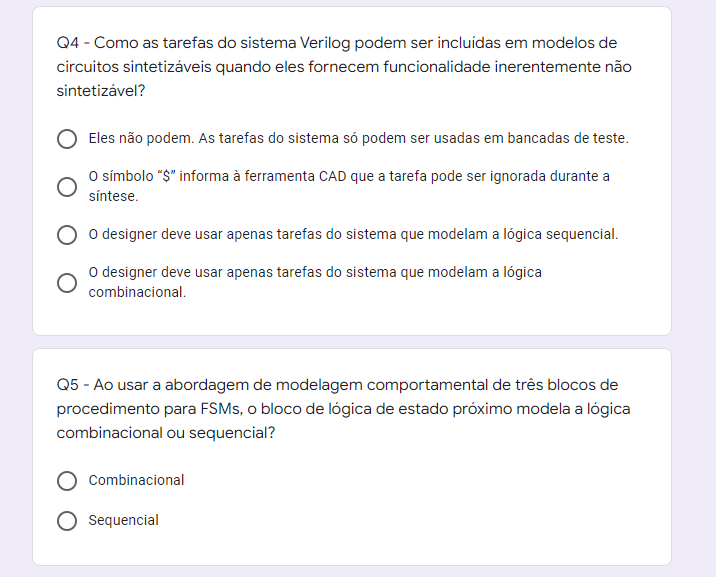 Q4 - Como as tarefas do sistema Verilog podem ser incluídas em modelos de
circuitos sintetizáveis quando eles fornecem funcionalidade inerentemente não
sintetizável?
Eles não podem. As tarefas do sistema só podem ser usadas em bancadas de teste.
O símbolo “$” informa à ferramenta CAD que a tarefa pode ser ignorada durante a
síntese.
O designer deve usar apenas tarefas do sistema que modelam a lógica sequencial.
O designer deve usar apenas tarefas do sistema que modelam a lógica
combinacional.
Q5 - Ao usar a abordagem de modelagem comportamental de três blocos de
procedimento para FSMs, o bloco de lógica de estado próximo modela a lógica
combinacional ou sequencial?
Combinacional
Sequencial